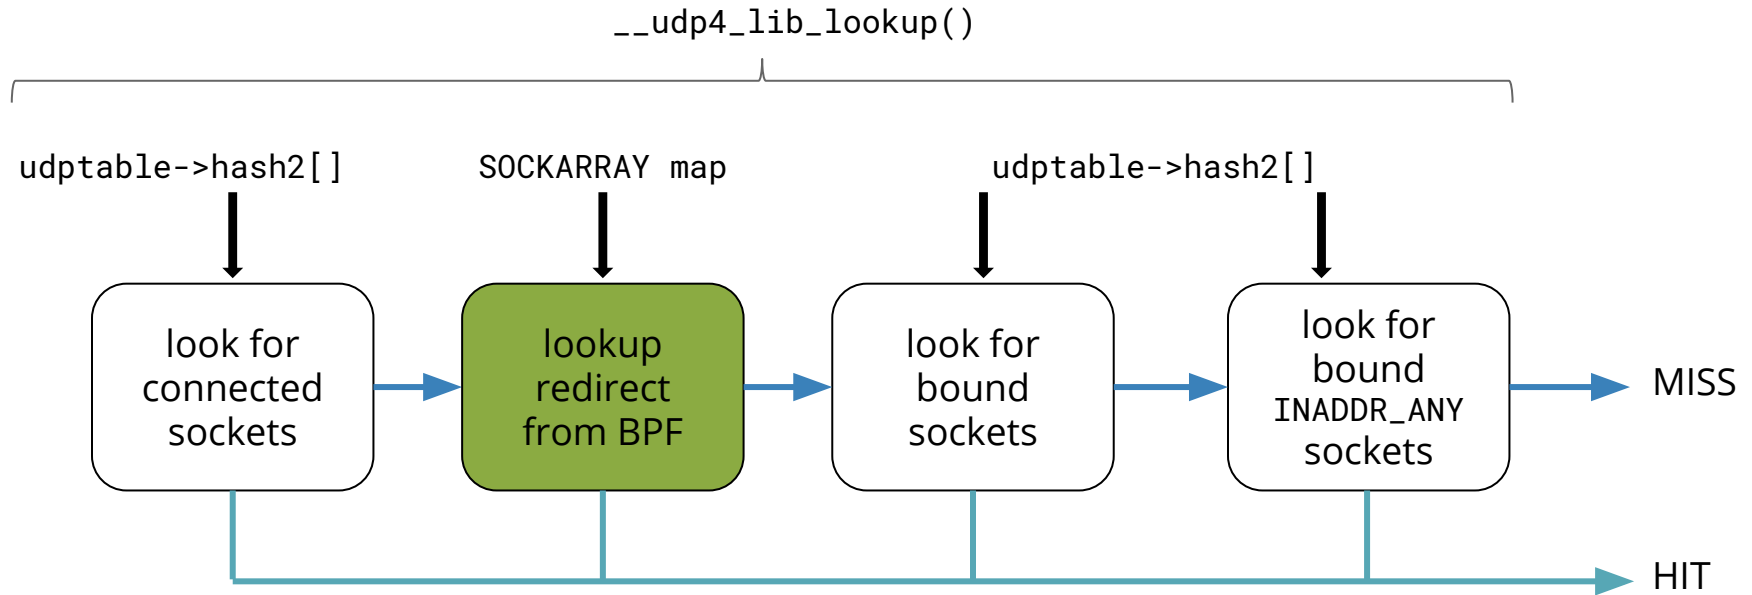 __udp4_lib_lookup()
udptable->hash2[]
SOCKARRAY map
udptable->hash2[]
look for
connected
sockets
lookup
redirect
from BPF
look for
bound
sockets
look for
bound
INADDR_ANY
sockets
MISS
HIT